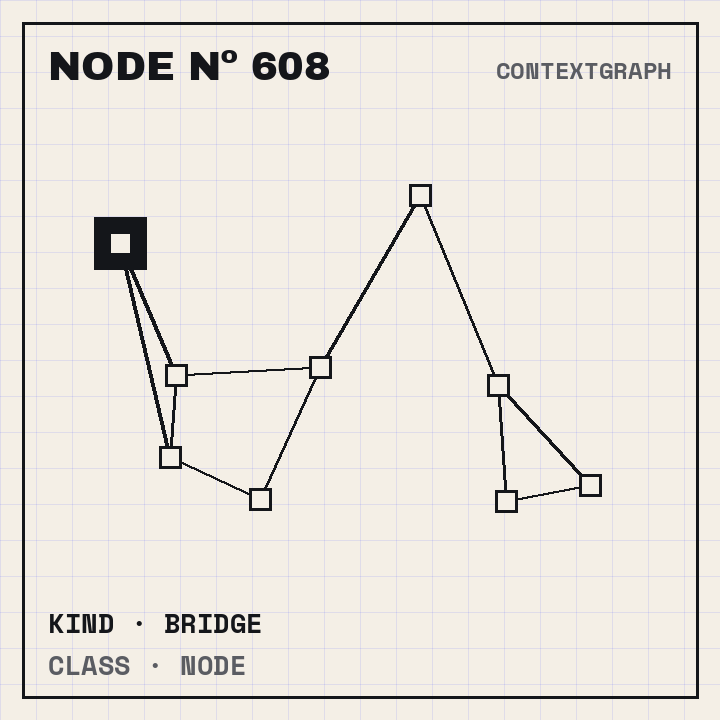 NODE Nº 608
CONTEXTGRAPH
KIND · BRIDGE
CLASS · NODE